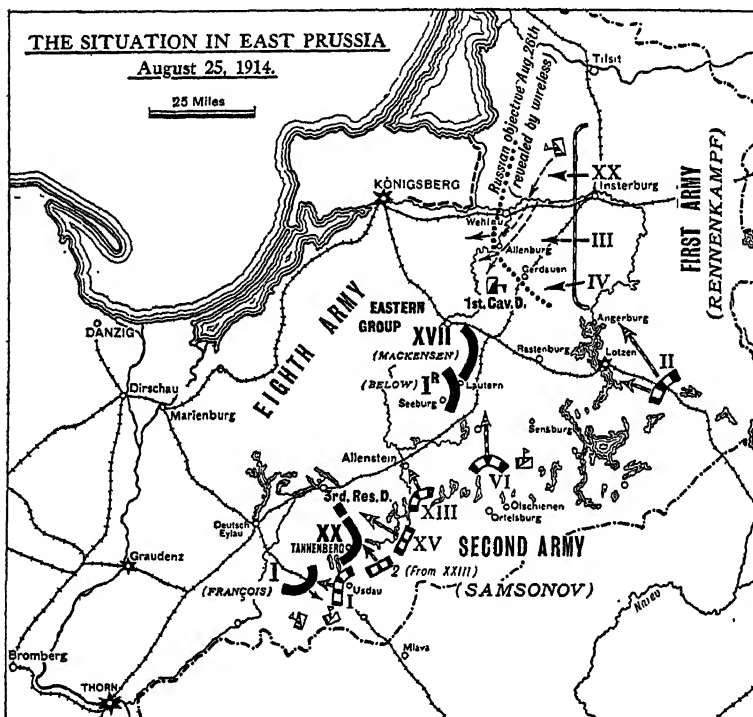 THE SITUATION IN EAST PRUSSIA
August 25, 1914.
25 Miles
Tilsit
Russian objective Aug. 26th
(revealed by wireless)
KÖNIGSBERG
XX
Insterburg
Wehlau
III
Allenburg
Gerdauen
IV
1st. Cav. D.
FIRST ARMY
(RENNENKAMPF)
EASTERN
GROUP
XVII
(MACKENSEN)
EIGHTH ARMY
Angerburg
DANZIG
Rastenburg
Lotzen
II
(BELOW)
I R
Lautern
Seeburg
Dirschau
Marienburg
Sensburg
Allenstein
VI
3rd. Res. D.
XIII
Olschienen
Ortelsburg
Deutsch
Eylau
XX
TANNENBERG
XV
SECOND ARMY
(SAMSONOV)
2 (From XXIII)
Graudenz
I
(FRANÇOIS)
I
Usdau
Narew
Mlava
Bromberg
THORN